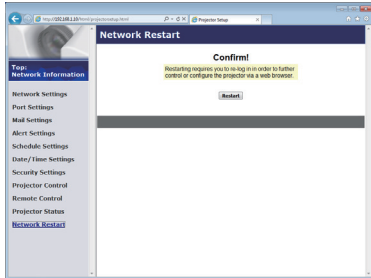 http://192.168.1.10/html/projectorsetup.html
Projector Setup
Network Restart
Top:
Network Information
Network Settings
Port Settings
Mail Settings
Alert Settings
Schedule Settings
Date/Time Settings
Security Settings
Projector Control
Remote Control
Projector Status
Network Restart
Confirm!
Restarting requires you to re-log in in order to further
control or configure the projector via a web browser.
Restart